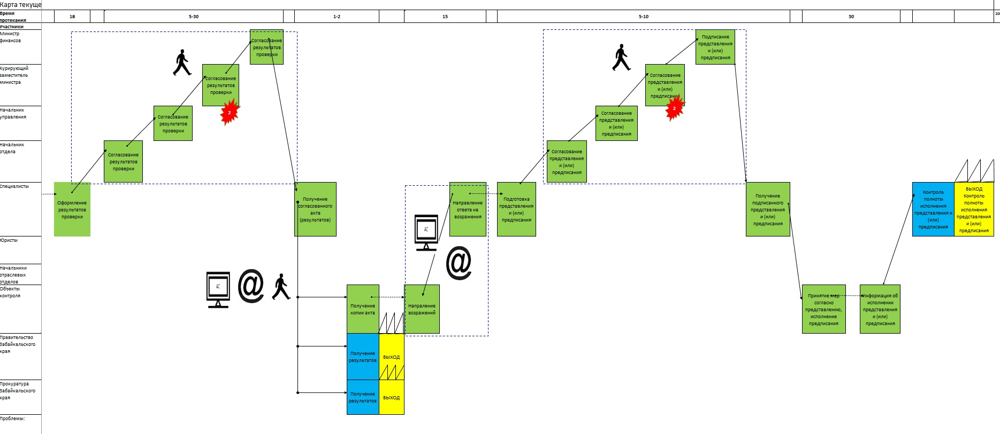 Карта текуще
Время
протекания
18
5-30
1-2
15
5-10
30
10
Участники
Министр
финансов
Согласование
результатов
проверки
Подписание
представления
и (или)
предписания
Курирующий
заместитель
министра
Согласование
результатов
проверки
2
Согласование
представления
и (или)
предписания
2
Начальник
управления
Согласование
результатов
проверки
Согласование
представления
и (или)
предписания
Начальник
отдела
Согласование
результатов
проверки
Согласование
представления
и (или)
предписания
Специалисты
Оформление
результатов
проверки
Получение
согласованного
акта
(результатов)
Направление
ответа на
возражения
Подготовка
представления
и (или)
предписания
Получение
подписанного
представления
и (или)
предписания
Контроль
полноты
исполнения
представления и
(или)
предписания
ВЫХОД
Контроль
полноты
исполнения
представления
и (или)
предписания
АС
@
Юристы
Начальники
отраслевых
отделов
АС
@
Объекты
контроля
Получение
копии акта
Напраление
возражений
Принятие мер
согласно
представлению,
исполнение
предписания
Информация об
исполнении
представления
и (или)
предписания
Правительство
Забайкальского
края
Получение
результатов
ВЫХОД
Прокуратура
Забайкальского
края
Получение
результатов
ВЫХОД
Проблемы: